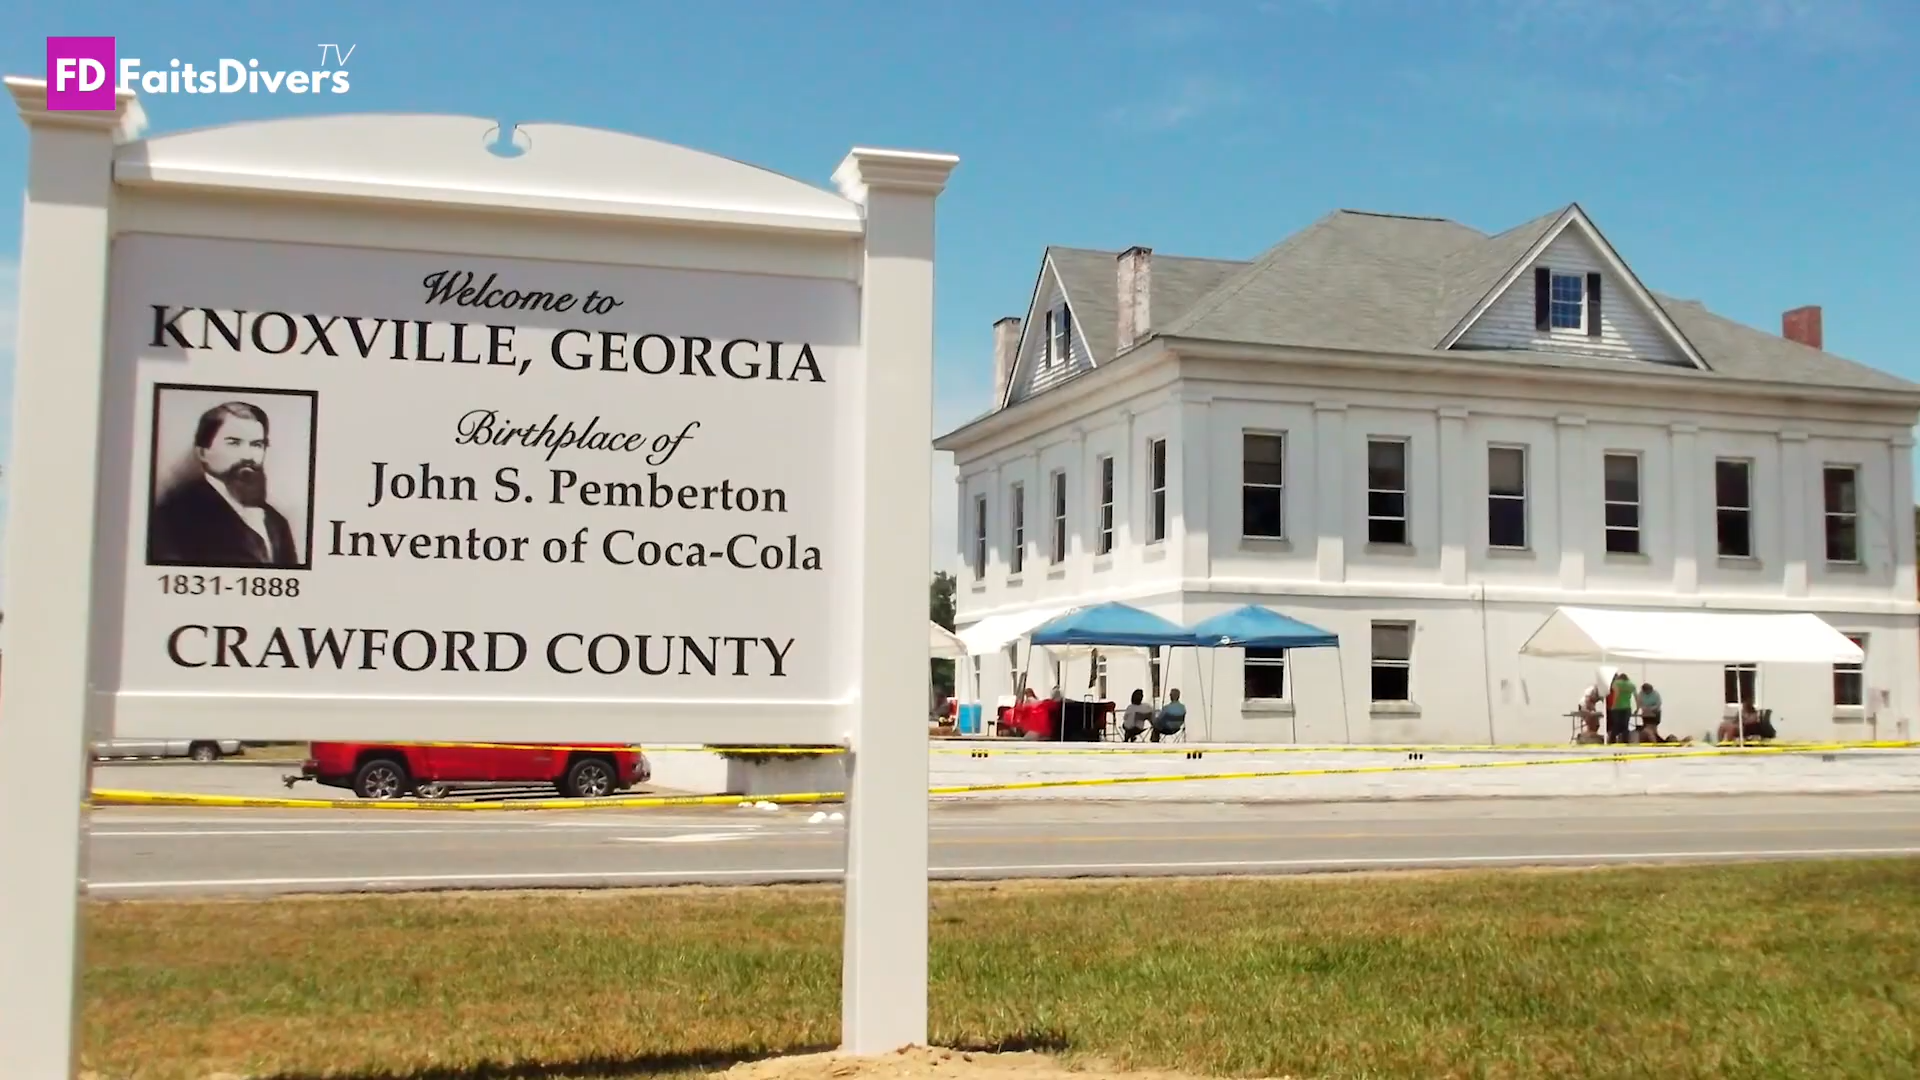 FD FaitsDivers TV
Welcome to
KNOXVILLE, GEORGIA
Birthplace of
John S. Pemberton
Inventor of Coca-Cola
1831-1888
CRAWFORD COUNTY